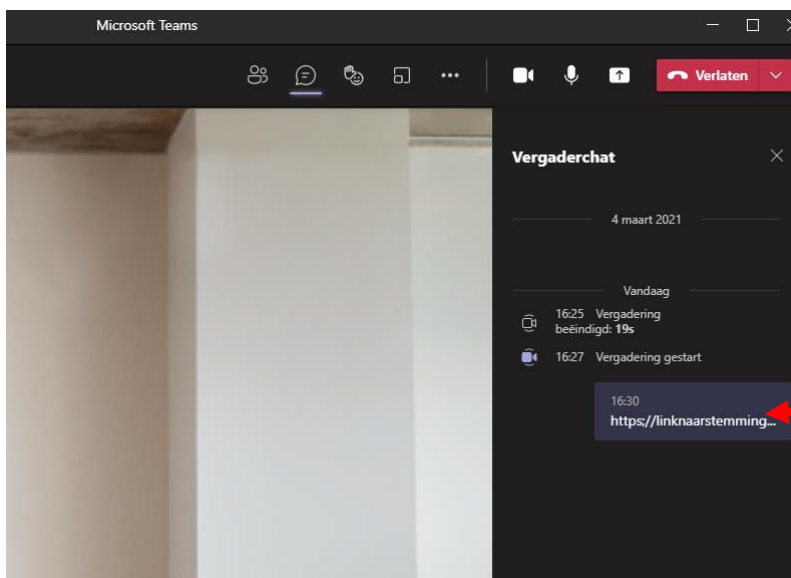 Microsoft Teams
Verlaten
Vergaderchat
4 maart 2021
Vandaag
16:25 Vergadering
beëindigd: 19s
16:27 Vergadering gestart
16:30
https;//linknaarstemming...